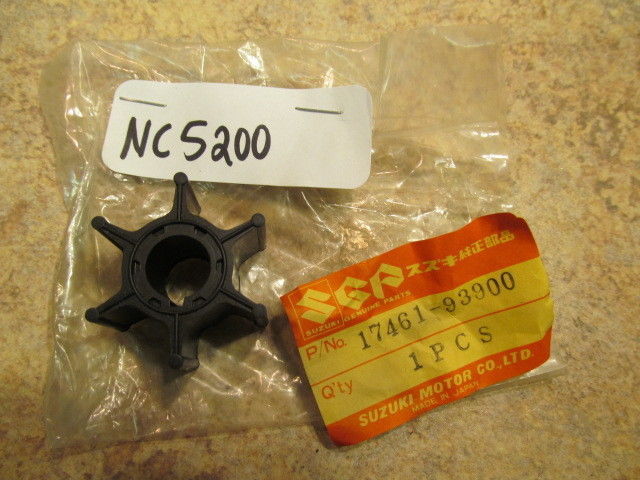 NC5200
SGP スズキ純正部品
SUZUKI GENUINE PARTS
P/No. 17461-93900
Q'ty 1PCS
SUZUKI MOTOR CO., LTD.
MADE IN JAPAN